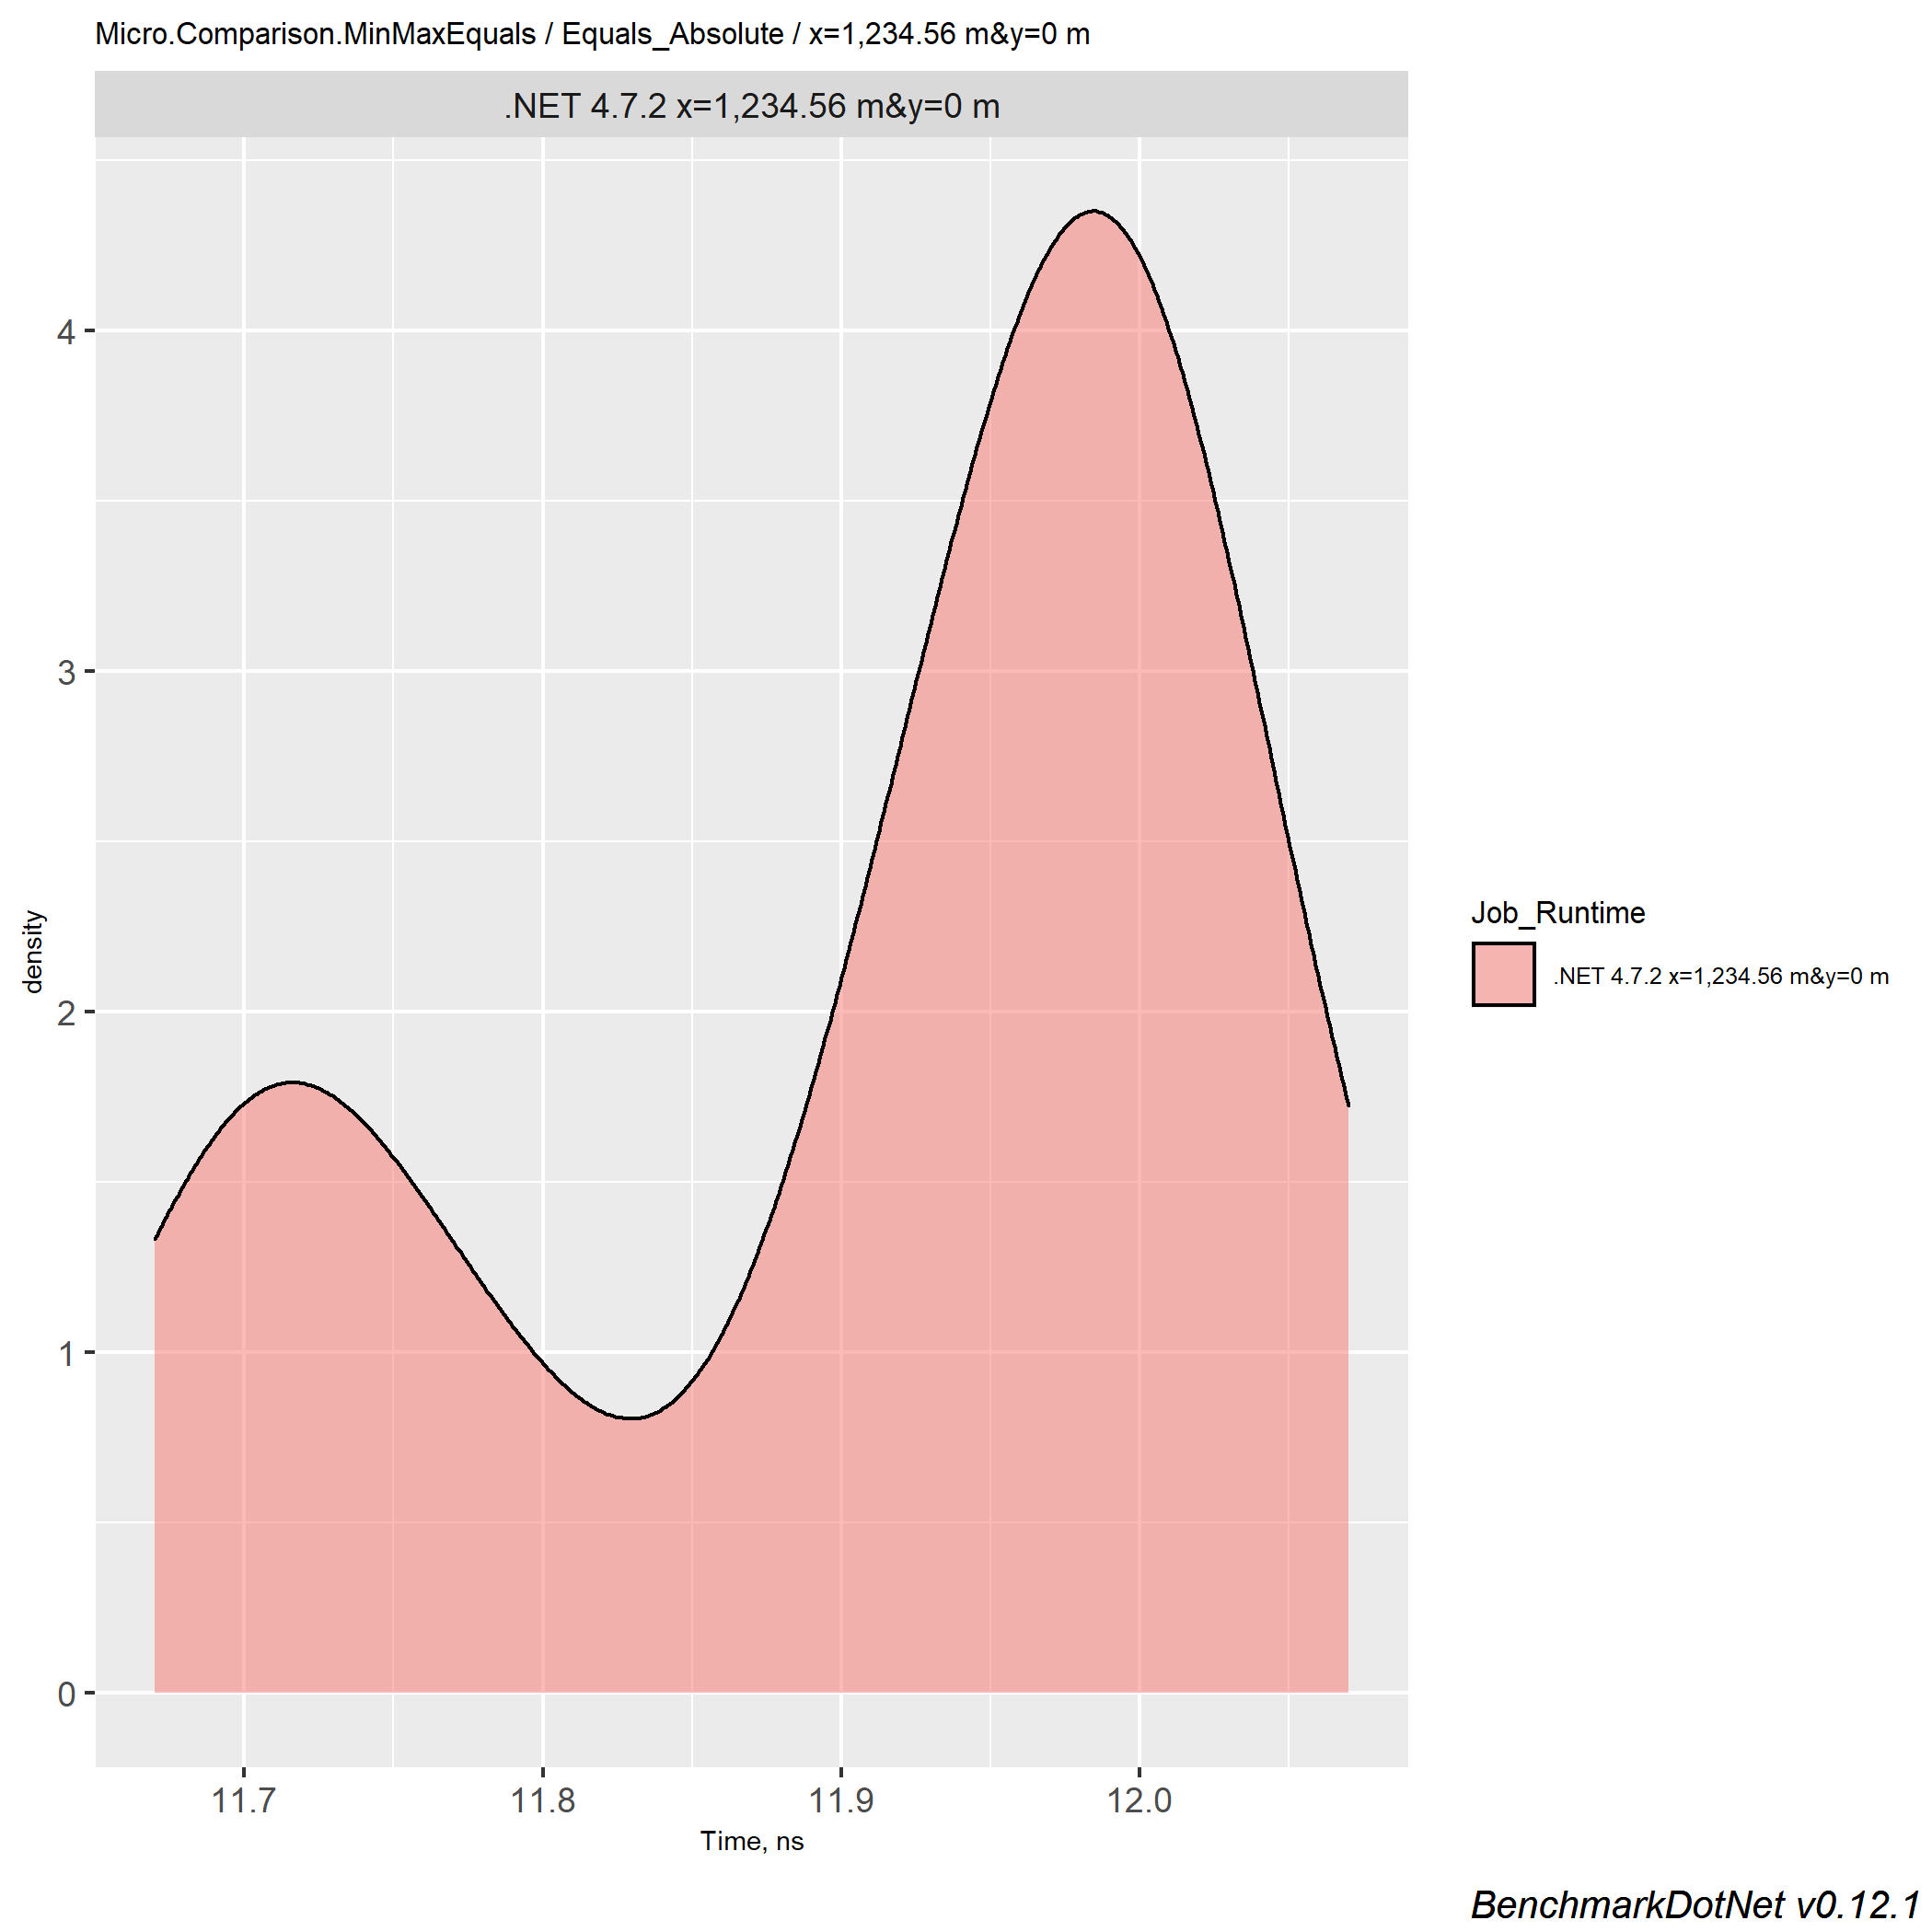 Micro.Comparison.MinMaxEquals / Equals_Absolute / x=1,234.56 m&y=0 m
.NET 4.7.2 x=1,234.56 m&y=0 m
4
3
2
1
0
density
11.7 11.8 11.9 12.0
Time, ns
Job_Runtime
.NET 4.7.2 x=1,234.56 m&y=0 m
BenchmarkDotNet v0.12.1